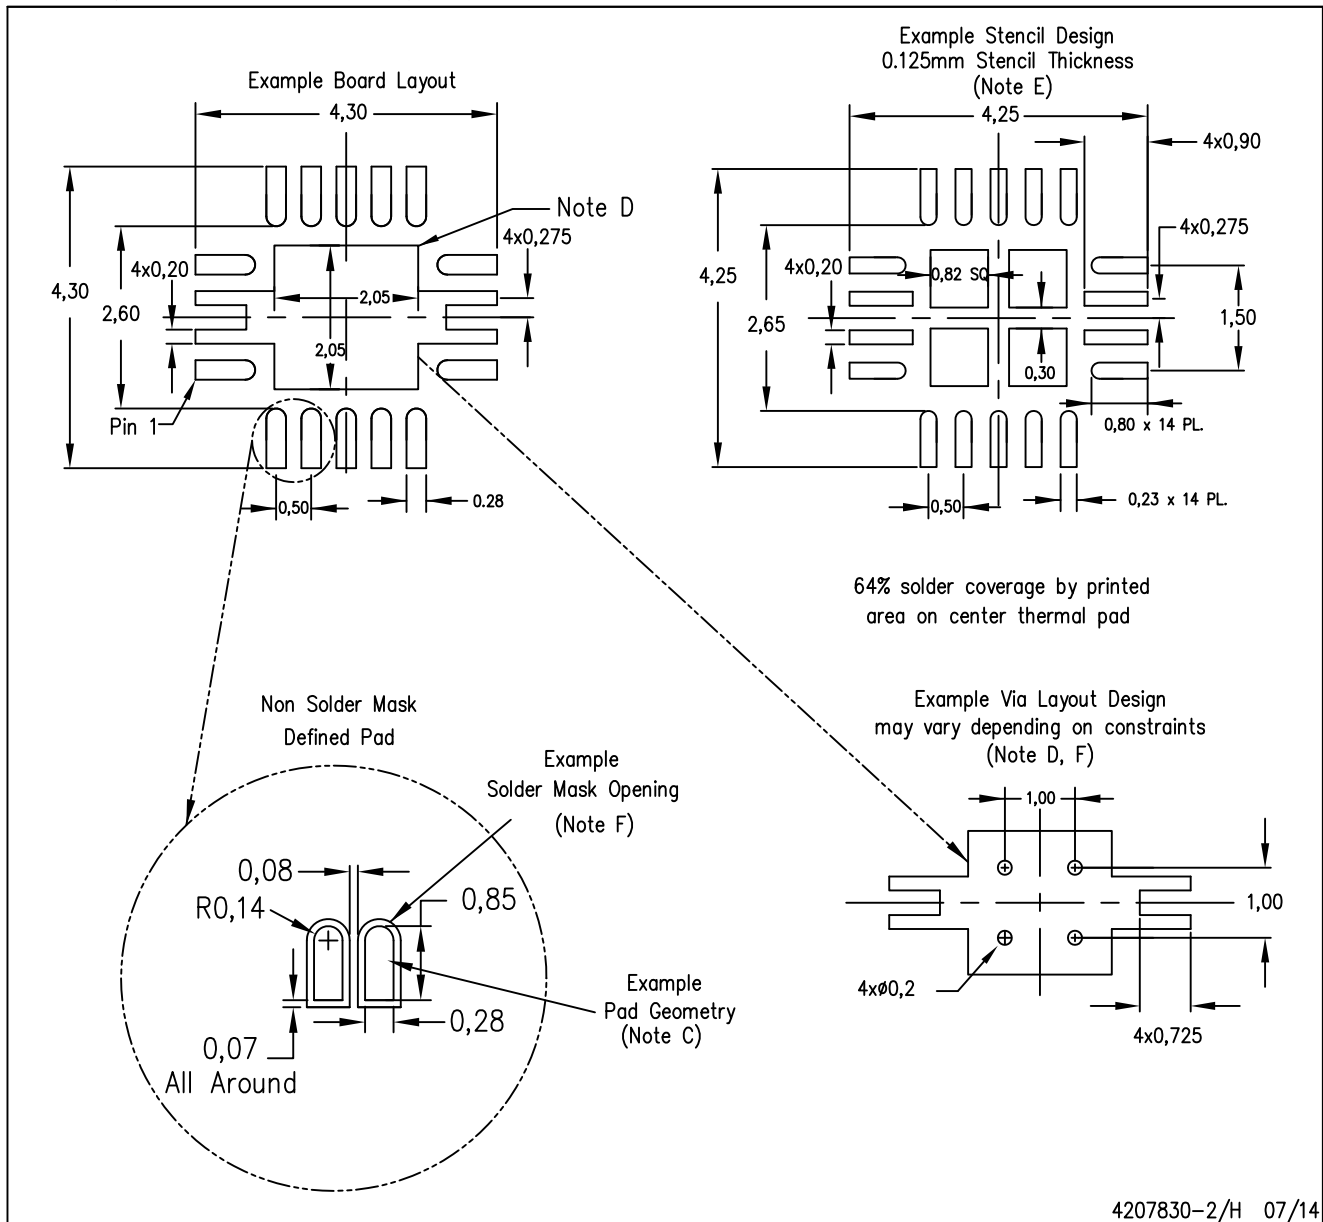 Example Board Layout
4,30
4,30
2,60
4x0,20
Note D
4x0,275
2,05
2,05
Pin 1
0,50
0.28
Example Stencil Design
0.125mm Stencil Thickness
(Note E)
4,25
4x0,90
4x0,275
4,25
4x0,20
0,82 SQ
2,65
1,50
0,30
0,80 x 14 PL.
0,50
0,23 x 14 PL.
64% solder coverage by printed
area on center thermal pad
Non Solder Mask
Defined Pad
Example
Solder Mask Opening
(Note F)
0,08
R0,14
0,85
Example
Pad Geometry
(Note C)
0,28
0,07
All Around
Example Via Layout Design
may vary depending on constraints
(Note D, F)
1,00
1,00
4xø0,2
4x0,725
4207830-2/H 07/14